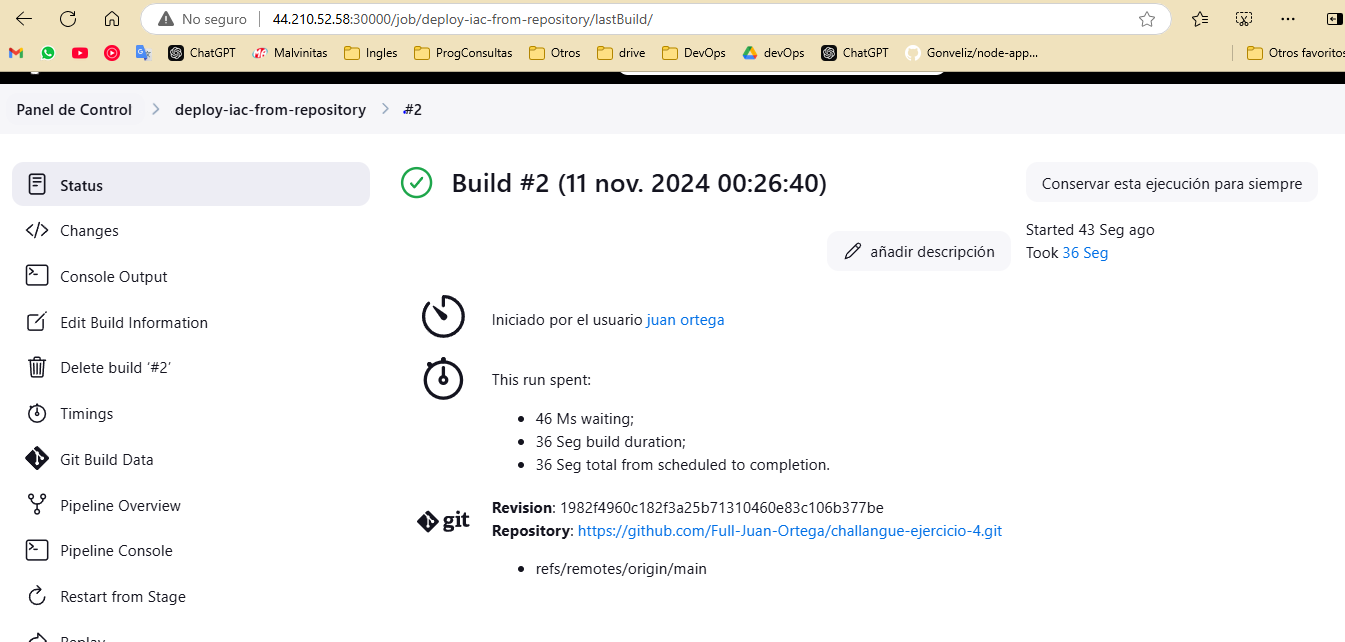 No seguro
44.210.52.58:30000/job/deploy-iac-from-repository/lastBuild/
ChatGPT Malvinitas Ingles ProgConsultas Otros drive DevOps devOps ChatGPT Gonveliz/node-app... Otros favoritos
Panel de Control deploy-iac-from-repository #2
Status
Build #2 (11 nov. 2024 00:26:40)
Conservar esta ejecución para siempre
Changes
Started 43 Seg ago
añadir descripción
Took 36 Seg
Console Output
Edit Build Information
Iniciado por el usuario juan ortega
Delete build ‘#2’
This run spent:
Timings
46 Ms waiting;
36 Seg build duration;
Git Build Data
36 Seg total from scheduled to completion.
Pipeline Overview
git
Revision: 1982f4960c182f3a25b71310460e83c106b377be
Repository: https://github.com/Full-Juan-Ortega/challangue-ejercicio-4.git
Pipeline Console
refs/remotes/origin/main
Restart from Stage
Replay